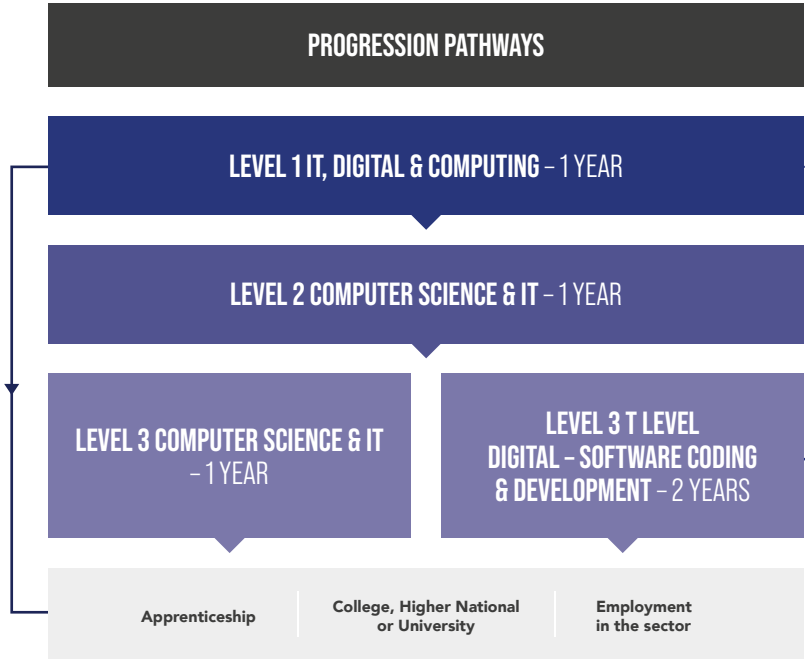 PROGRESSION PATHWAYS
LEVEL 1 IT, DIGITAL & COMPUTING – 1 YEAR
LEVEL 2 COMPUTER SCIENCE & IT – 1 YEAR
LEVEL 3 COMPUTER SCIENCE & IT
– 1 YEAR
LEVEL 3 T LEVEL
DIGITAL – SOFTWARE CODING
& DEVELOPMENT – 2 YEARS
Apprenticeship
College, Higher National
or University
Employment
in the sector